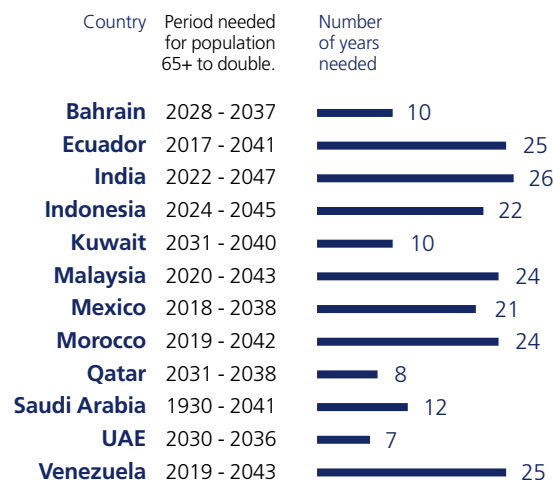 Country Period needed Number
for population of years
65+ to double. needed
Bahrain 2028 - 2037 10
Ecuador 2017 - 2041 25
India 2022 - 2047 26
Indonesia 2024 - 2045 22
Kuwait 2031 - 2040 10
Malaysia 2020 - 2043 24
Mexico 2018 - 2038 21
Morocco 2019 - 2042 24
Qatar 2031 - 2038 8
Saudi Arabia 1930 - 2041 12
UAE 2030 - 2036 7
Venezuela 2019 - 2043 25